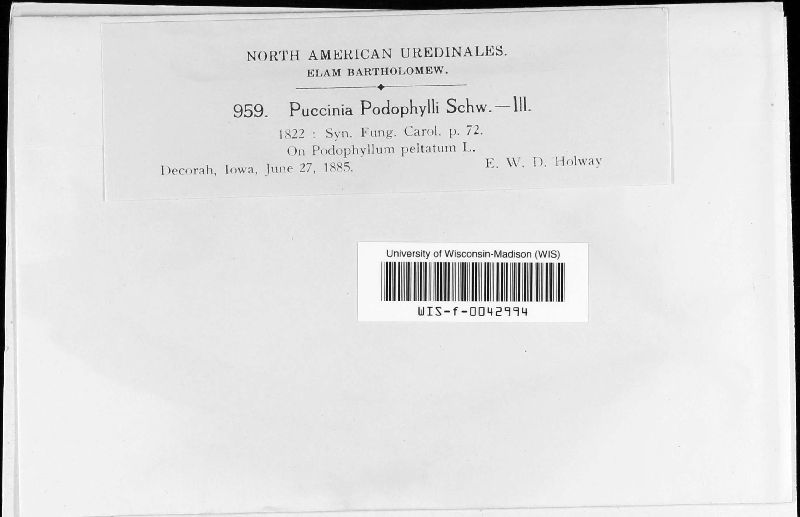 NORTH AMERICAN UREDINALES.
ELAM BARTHOLOMEW.
959. Puccinia Podophylli Schw.—III.
1822 : Syn. Fung. Carol. p. 72.
On Podophyllum peltatum L.
Decorah, Iowa, June 27, 1885. E. W. D. Holway
University of Wisconsin-Madison (WIS)
WIS-f-0042994